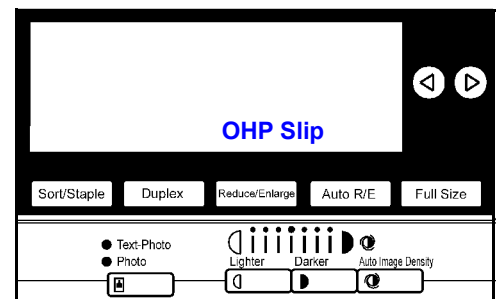 OHP Slip
Sort/Staple Duplex Reduce/Enlarge Auto R/E Full Size
Text-Photo
Photo
Lighter Darker Auto Image Density